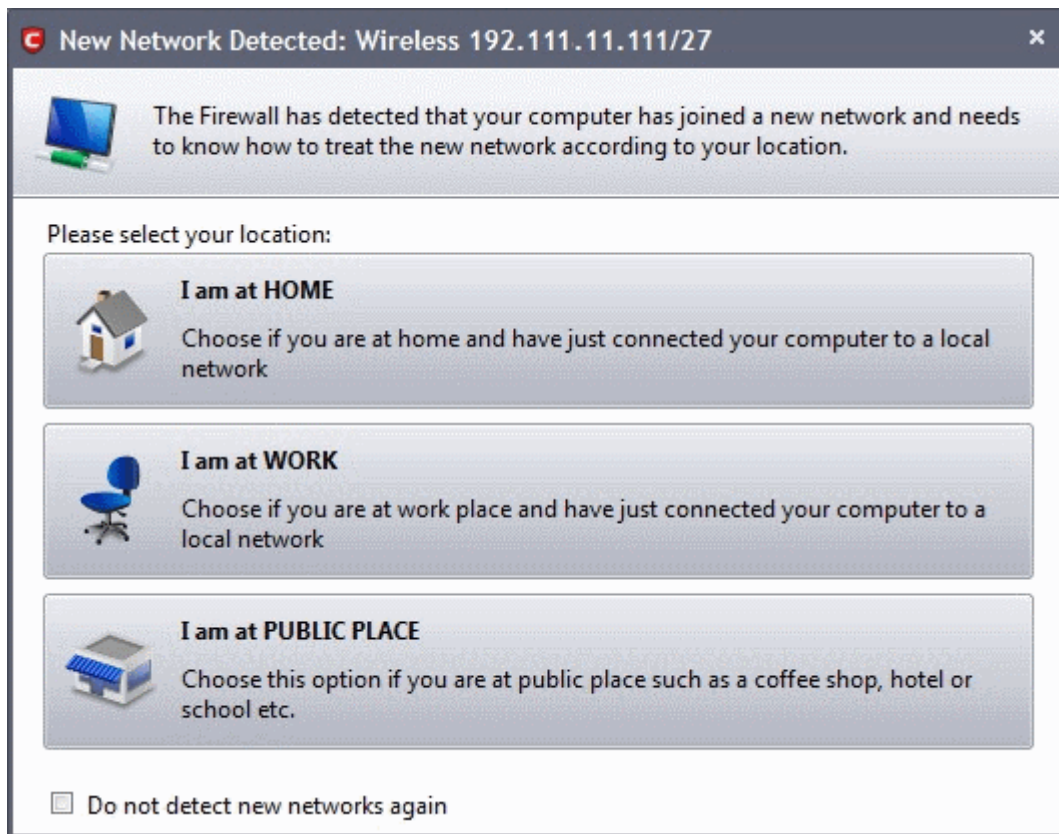 New Network Detected: Wireless 192.111.11.111/27
The Firewall has detected that your computer has joined a new network and needs
to know how to treat the new network according to your location.
Please select your location:
I am at HOME
Choose if you are at home and have just connected your computer to a local
network
I am at WORK
Choose if you are at work place and have just connected your computer to a
local network
I am at PUBLIC PLACE
Choose this option if you are at public place such as a coffee shop, hotel or
school etc.
Do not detect new networks again